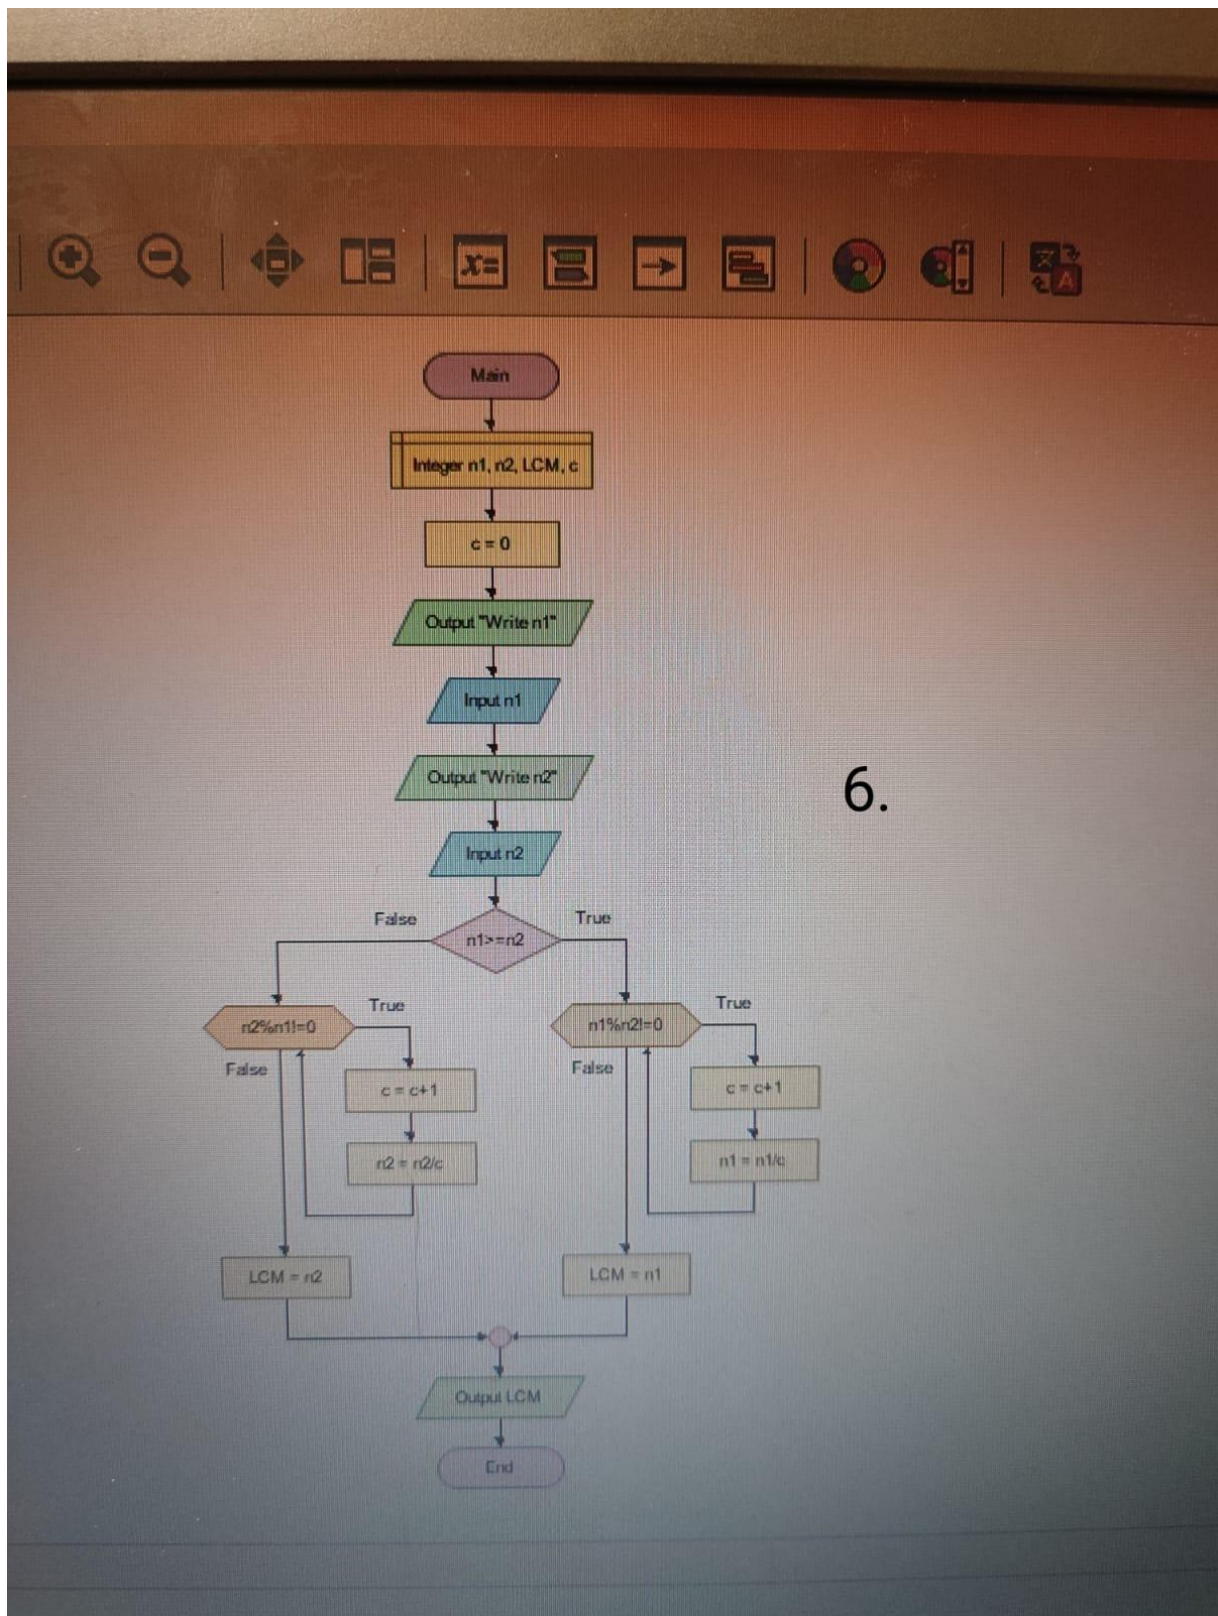 x=
A
Main
Integer n1, n2, LCM, c
c = 0
Output "Write n1"
Input n1
Output "Write n2"
6.
Input n2
False
True
n1>=n2
True
True
n2%n1!=0
n1%n2!=0
False
False
c = c+1
c = c+1
n2 = n2/c
n1 = n1/c
LCM = n2
LCM = n1
Output LCM
End